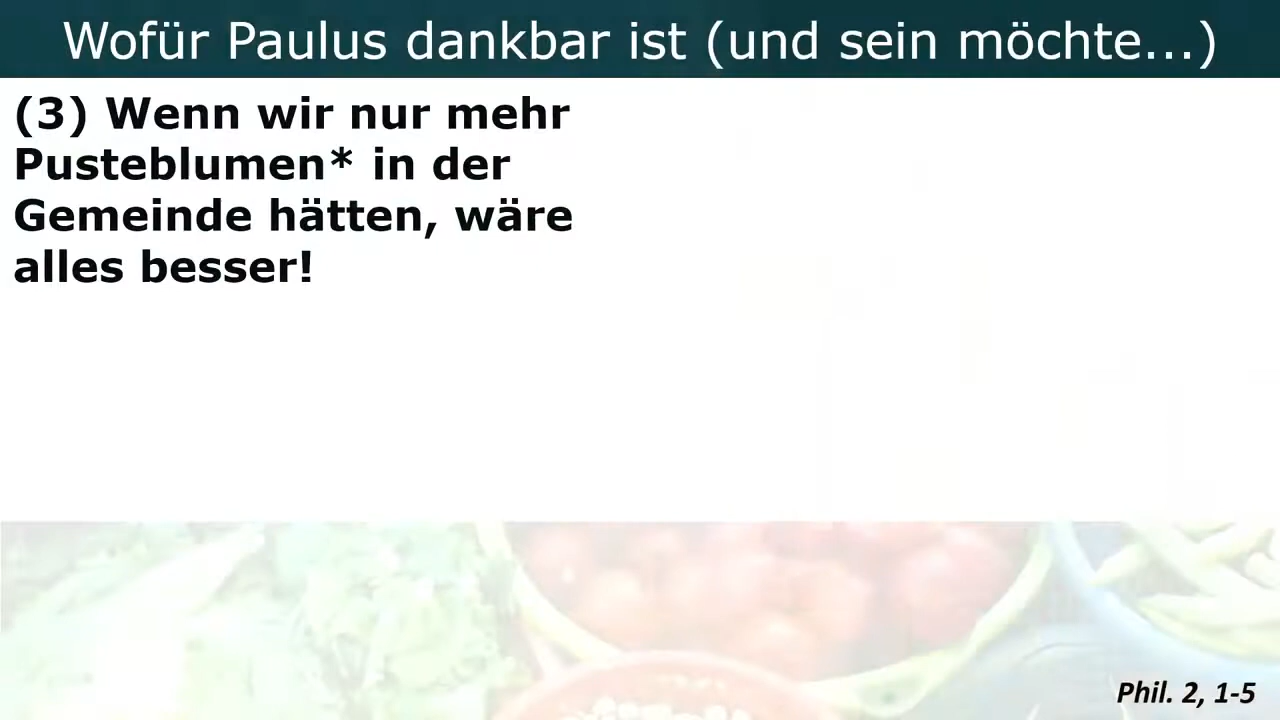 Wofür Paulus dankbar ist (und sein möchte...)
(3) Wenn wir nur mehr
Pusteblumen* in der
Gemeinde hätten, wäre
alles besser!
Phil. 2, 1-5